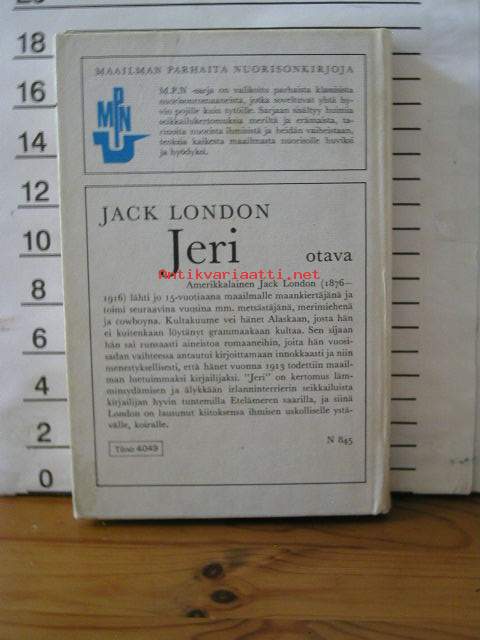 20
18
16
14
12
10
8
6
4
2
0
MAAILMAN PARHAITA NUORISONKIRJOJA
MPN
M.P.N -sarja on valikoitu parhaista klassisista
nuorisoromaaneista, jotka soveltuvat yhtä hy-
vin pojille kuin tytöille. Sarjaan sisältyy huimia
seikkailukertomuksia meriltä ja erämaista, ta-
rinoita nuorista ihmisistä ja heidän vaiheistaan,
teoksia kaikesta maailmasta nuorisolle huviksi
ja hyödyksi.
JACK LONDON
Jeri
otava
Antikvariaatti.net
Amerikkalainen Jack London (1876–
1916) lähti jo 15-vuotiaana maailmalle maankiertäjänä ja
toimi seuraavina vuosina mm. metsästäjänä, merimiehenä
ja cowboyna. Kultakuume vei hänet Alaskaan, josta hän
ei kuitenkaan löytänyt grammaakaan kultaa. Sen sijaan
hän sai runsaasti aineistoa romaaneihin, joita hän vuosi-
sadan vaihteessa antautui kirjoittamaan innokkaasti ja niin
menestyksellisesti, että hänet vuonna 1913 todettiin maail-
man luetuimmaksi kirjailijaksi. "Jeri" on kertomus läm-
minsydämisen ja älykkään irlanninterrierin seikkailuista
kirjailijan hyvin tuntemilla Etelämeren saarilla, ja siinä
London on lausunut kiitoksensa ihmisen uskolliselle ystä-
välle, koiralle.
N 845
Tilno 4049